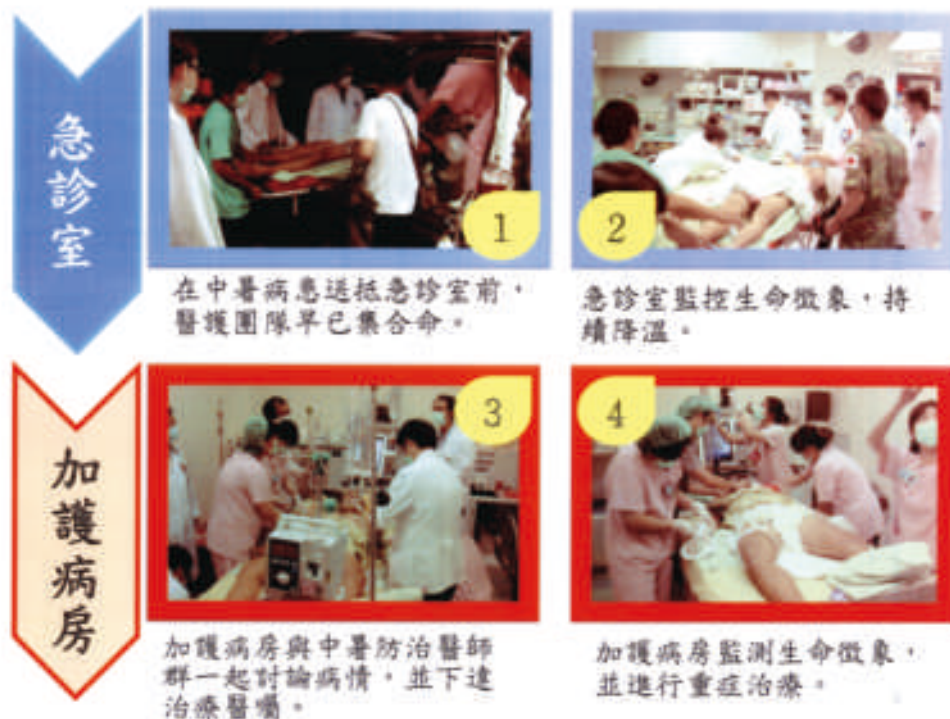 急診室
1
在中暑病患送抵急診室前，
醫護團隊早已集合命。
2
急診室監控生命徵象，持
續降溫。
加護病房
3
加護病房與中暑防治醫師
群一起討論病情，並下達
治療醫囑。
4
加護病房監測生命徵象，
並進行重症治療。